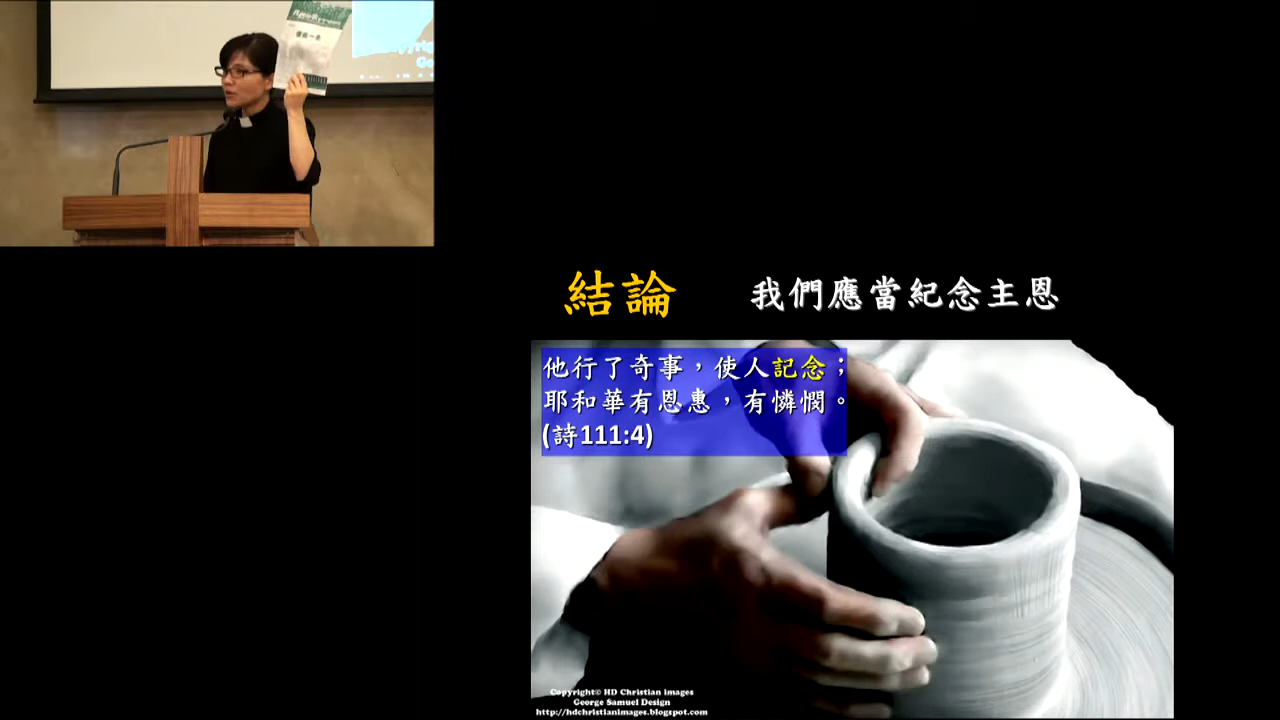 結論 我們應當紀念主恩
他行了奇事，使人記念；
耶和華有恩惠，有憐憫。
(詩111:4)
Copyright© HD Christian images
George Samuel Design
http://hdchristianimages.blogspot.com